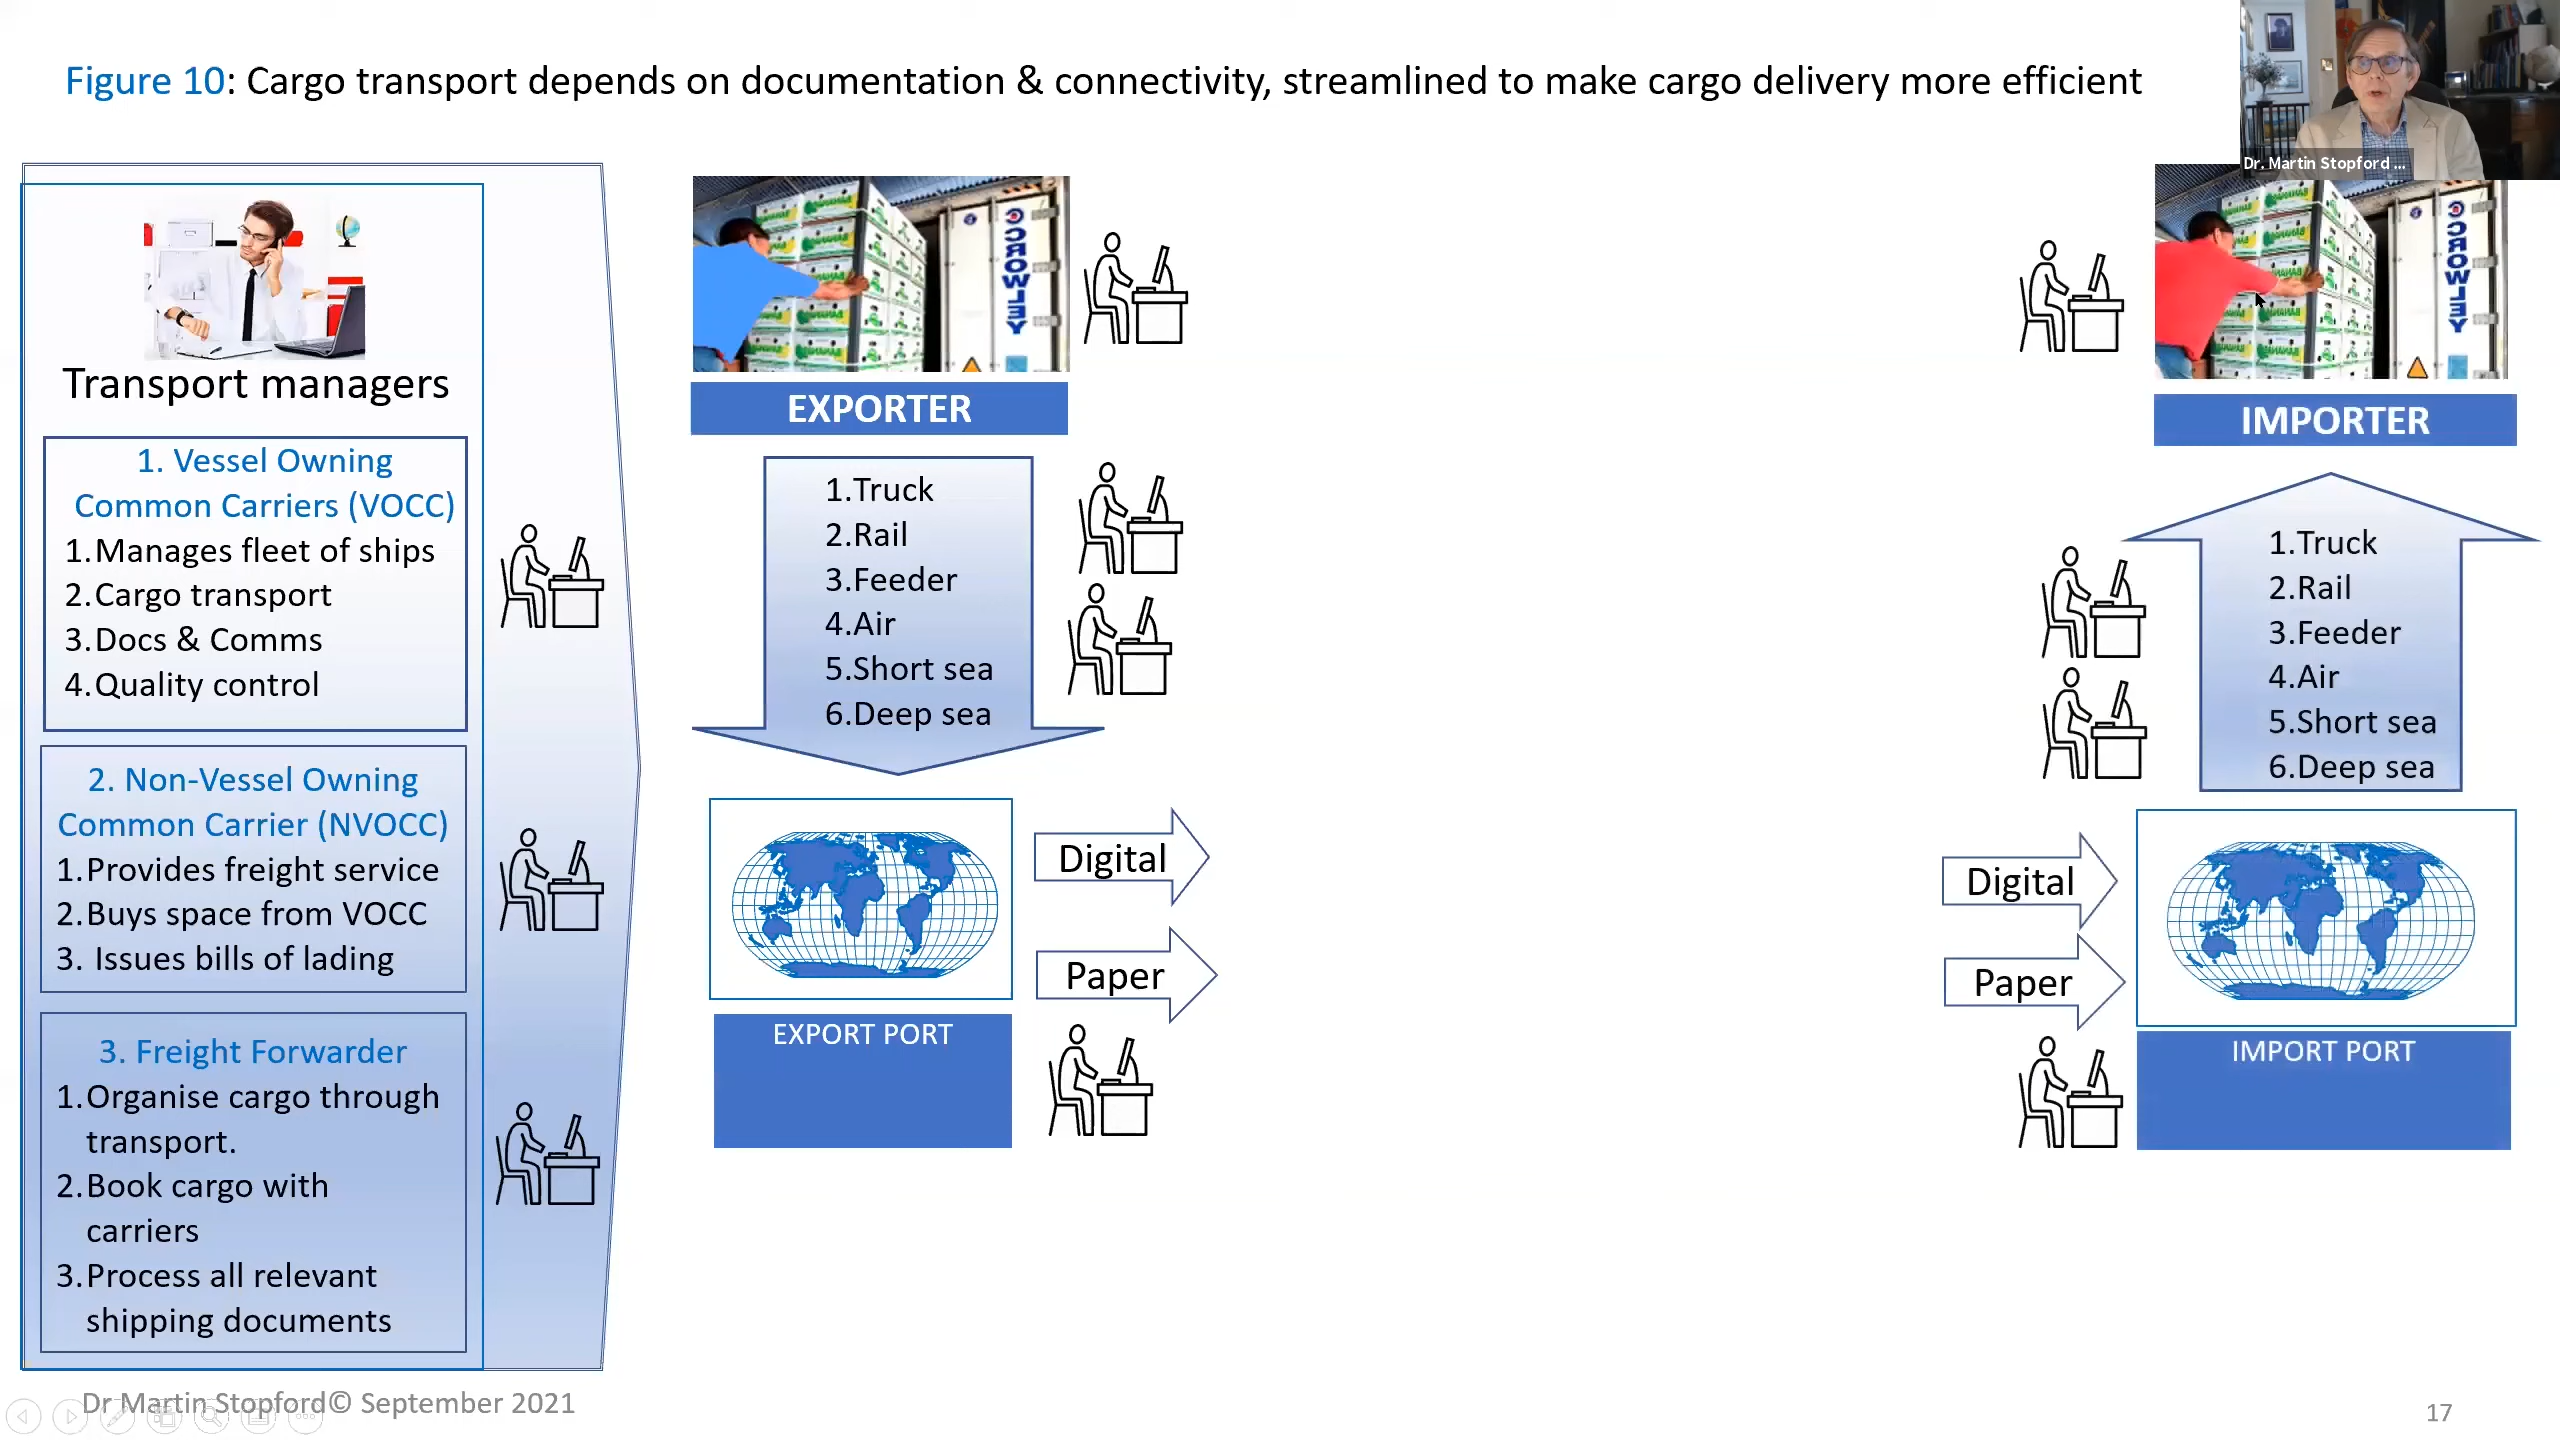 Figure 10: Cargo transport depends on documentation & connectivity, streamlined to make cargo delivery more efficient
Dr. Martin Stopford ...
Transport managers
1. Vessel Owning
Common Carriers (VOCC)
1.Manages fleet of ships
2.Cargo transport
3.Docs & Comms
4.Quality control
2. Non-Vessel Owning
Common Carrier (NVOCC)
1.Provides freight service
2.Buys space from VOCC
3. Issues bills of lading
3. Freight Forwarder
1.Organise cargo through
transport.
2.Book cargo with
carriers
3.Process all relevant
shipping documents
CROWLEY
EXPORTER
1.Truck
2.Rail
3.Feeder
4.Air
5.Short sea
6.Deep sea
Digital
Paper
EXPORT PORT
CROWLEY
IMPORTER
1.Truck
2.Rail
3.Feeder
4.Air
5.Short sea
6.Deep sea
Digital
Paper
IMPORT PORT
Dr Martin Stopford© September 2021
17